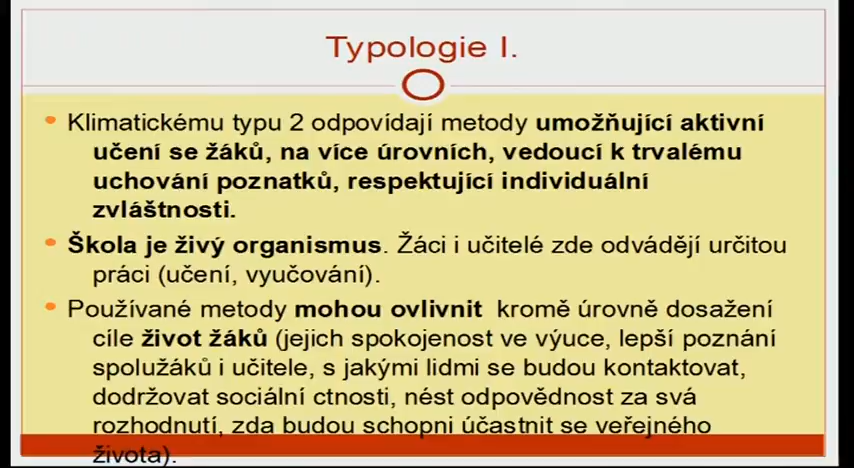 Typologie I.
Klimatickému typu 2 odpovídají metody umožňující aktivní
učení se žáků, na více úrovních, vedoucí k trvalému
uchování poznatků, respektující individuální
zvláštnosti.
Škola je živý organismus. Žáci i učitelé zde odvádějí určitou
práci (učení, vyučování).
Používané metody mohou ovlivnit kromě úrovně dosažení
cíle život žáků (jejich spokojenost ve výuce, lepší poznání
spolužáků i učitele, s jakými lidmi se budou kontaktovat,
dodržovat sociální ctnosti, nést odpovědnost za svá
rozhodnutí, zda budou schopni účastnit se veřejného
života).